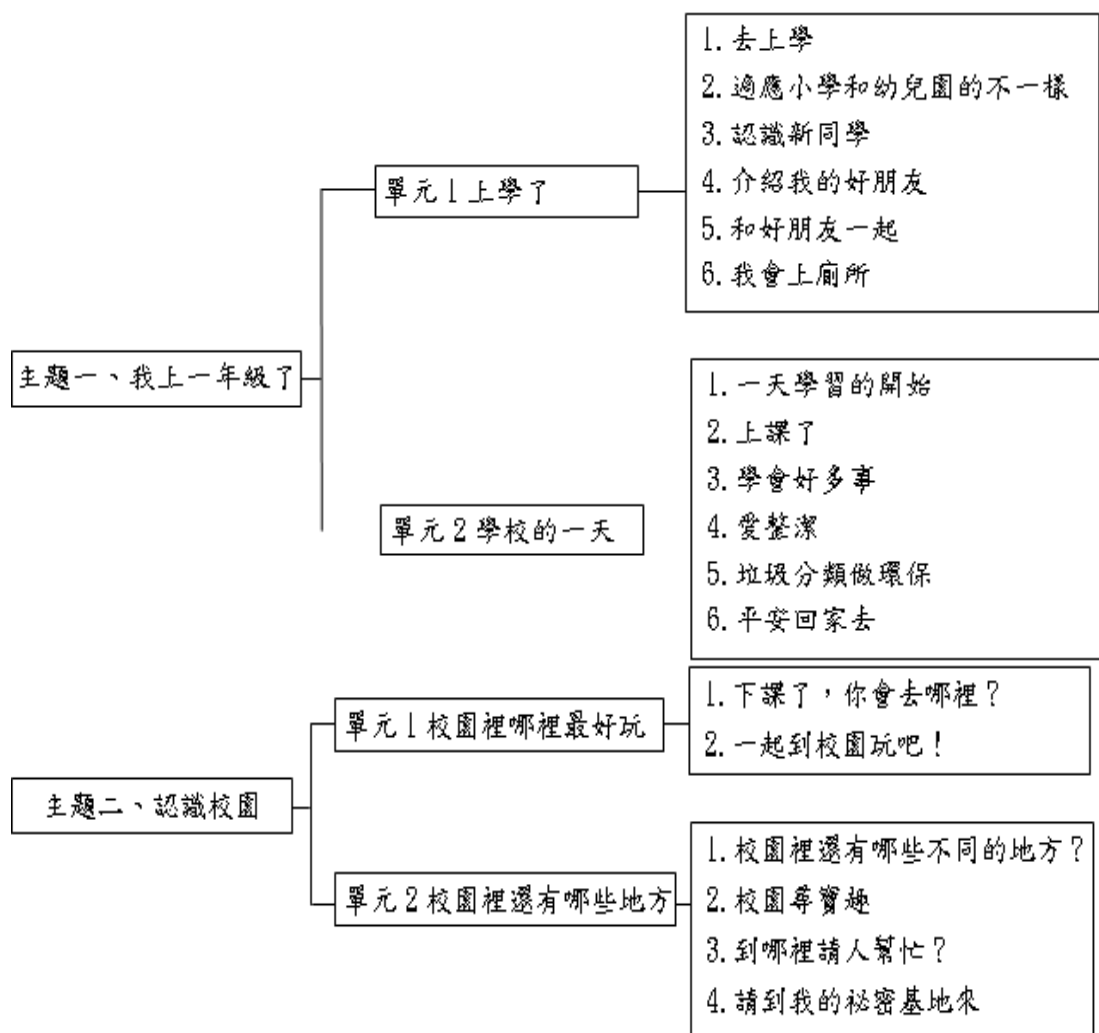 主題一、我上一年級了
單元1上學了
1.去上學
2.適應小學和幼兒園的不一樣
3.認識新同學
4.介紹我的好朋友
5.和好朋友一起
6.我會上廁所
單元2學校的一天
1.一天學習的開始
2.上課了
3.學會好多事
4.愛整潔
5.垃圾分類做環保
6.平安回家去
主題二、認識校園
單元1校園裡哪裡最好玩
1.下課了，你會去哪裡？
2.一起到校園玩吧！
單元2校園裡還有哪些地方
1.校園裡還有哪些不同的地方？
2.校園尋寶趣
3.到哪裡請人幫忙？
4.請到我的祕密基地來